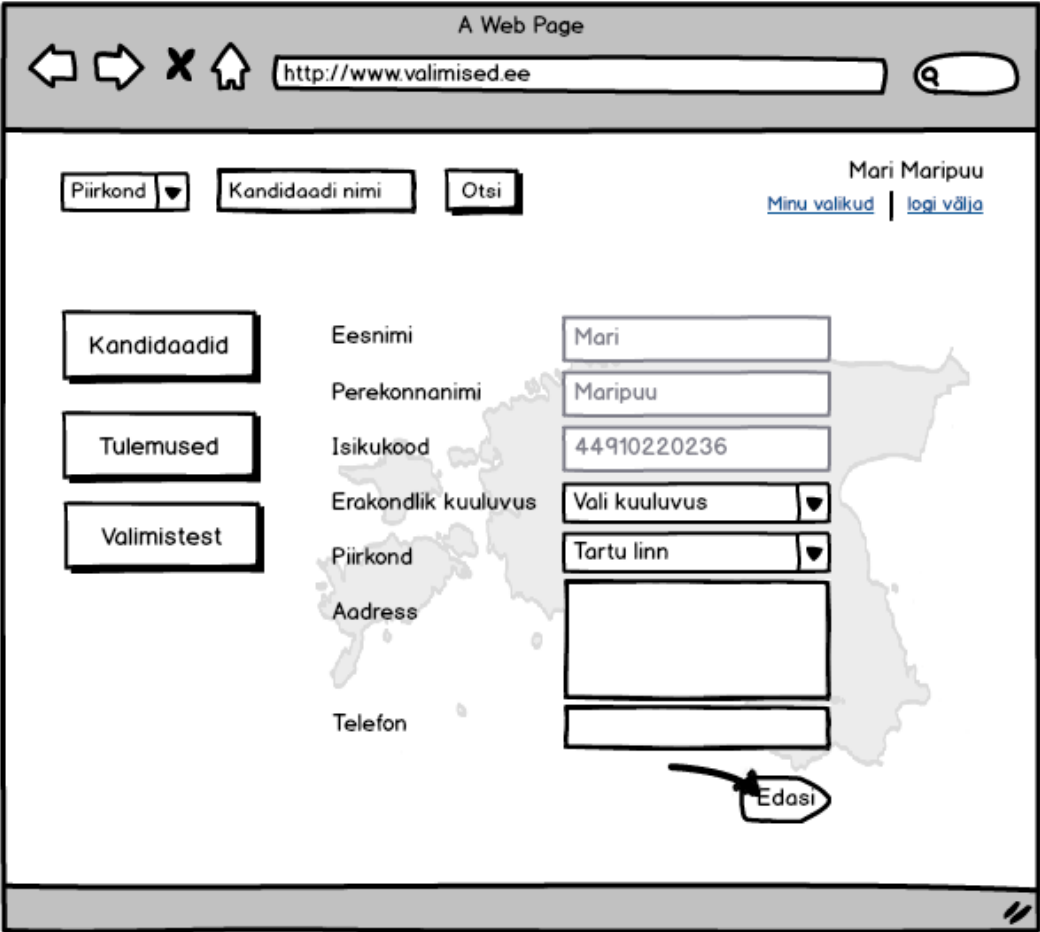 A Web Page
http://www.valimised.ee
Piirkond
Kandidaadi nimi
Otsi
Mari Maripuu
Minu valikud
logi välja
Kandidaadid
Tulemused
Valimistest
Eesnimi
Mari
Perekonnanimi
Maripuu
Isikukood
44910220236
Erakondlik kuuluvus
Vali kuuluvus
Piirkond
Tartu linn
Aadress
Telefon
Edasi